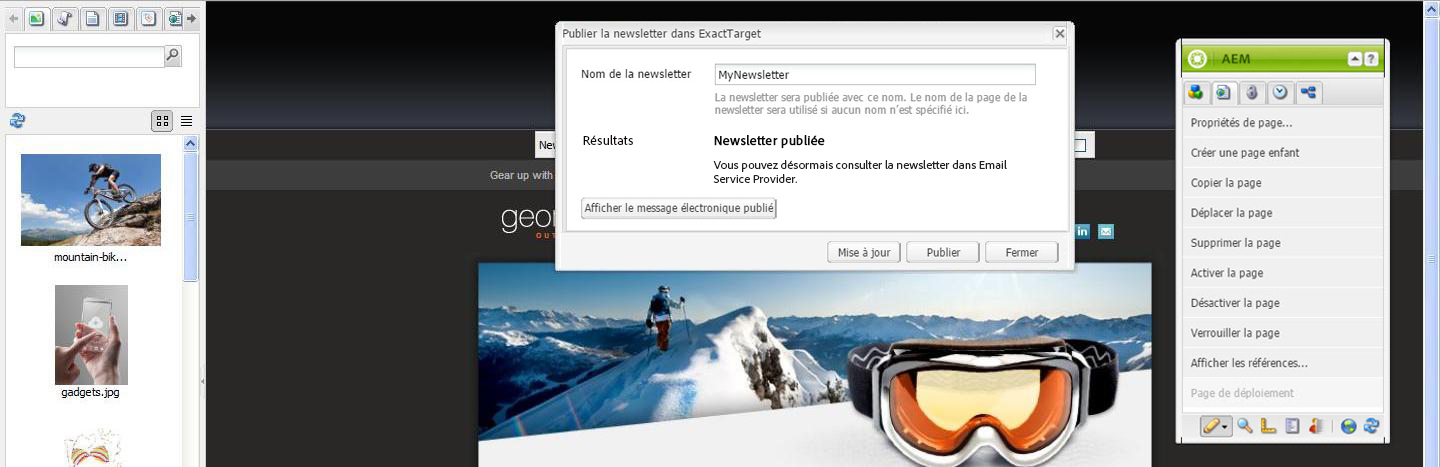 Publier la newsletter dans ExactTarget
Nom de la newsletter
MyNewsletter
La newsletter sera publiée avec ce nom. Le nom de la page de la
newsletter sera utilisé si aucun nom n'est spécifié ici.
Résultats
Newsletter publiée
Vous pouvez désormais consulter la newsletter dans Email
Service Provider.
Afficher le message électronique publié
Mise à jour
Publier
Fermer
mountain-bik...
gadgets.jpg
Gear up with
geo
OUT
in
AEM
?
Propriétés de page...
Créer une page enfant
Copier la page
Déplacer la page
Supprimer la page
Activer la page
Désactiver la page
Verrouiller la page
Afficher les références...
Page de déploiement